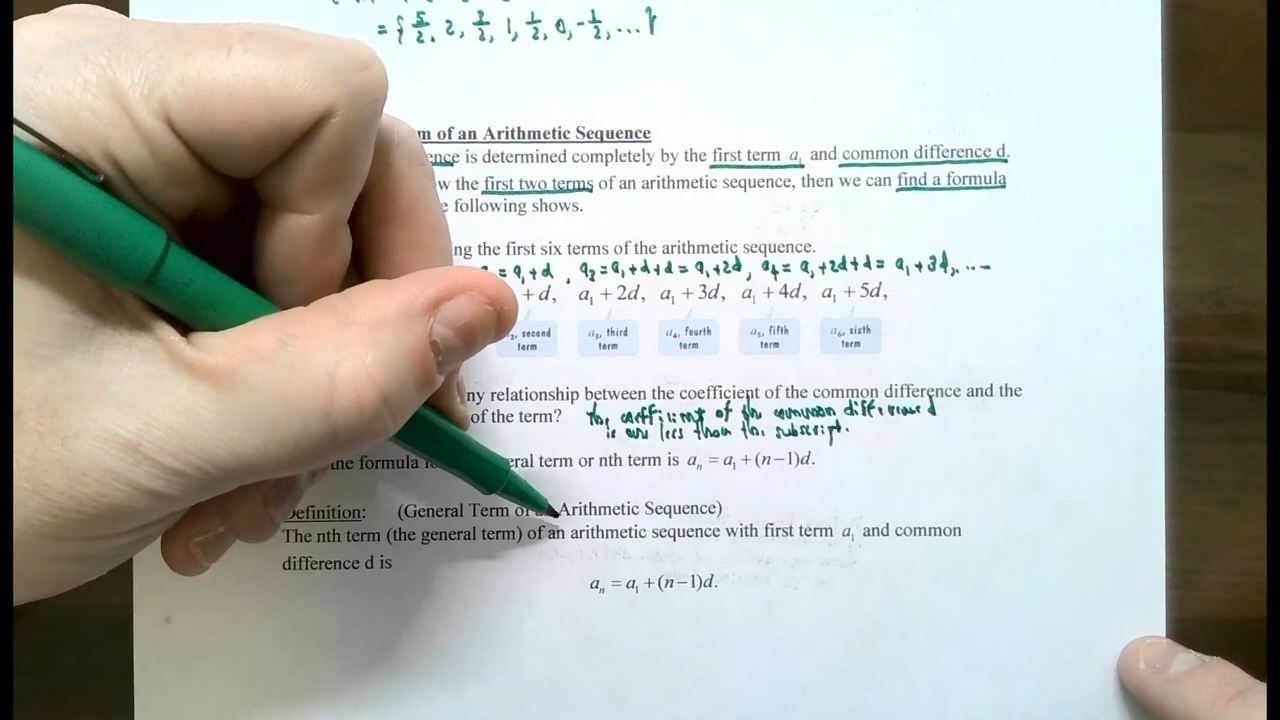 = { 5/2, 2, 3/2, 1, 1/2, 0, -1/2, ... }
m of an Arithmetic Sequence
ence is determined completely by the first term a₁ and common difference d.
w the first two terms of an arithmetic sequence, then we can find a formula
e following shows.
ing the first six terms of the arithmetic sequence.
= a₁+d, a₃ = a₁+d+d = a₁+2d, a₄ = a₁+2d+d = a₁+3d, ...
+ d, a₁ + 2d, a₁ + 3d, a₁ + 4d, a₁ + 5d,
₂, second term a₃, third term a₄, fourth term a₅, fifth term a₆, sixth term
ny relationship between the coefficient of the common difference and the
of the term? The coefficient of the common difference d
is one less than the subscript.
the formula eral term or nth term is aₙ = a₁ + (n−1)d.
Definition: (General Term of Arithmetic Sequence)
The nth term (the general term) of an arithmetic sequence with first term a₁ and common
difference d is
aₙ = a₁ + (n−1)d.